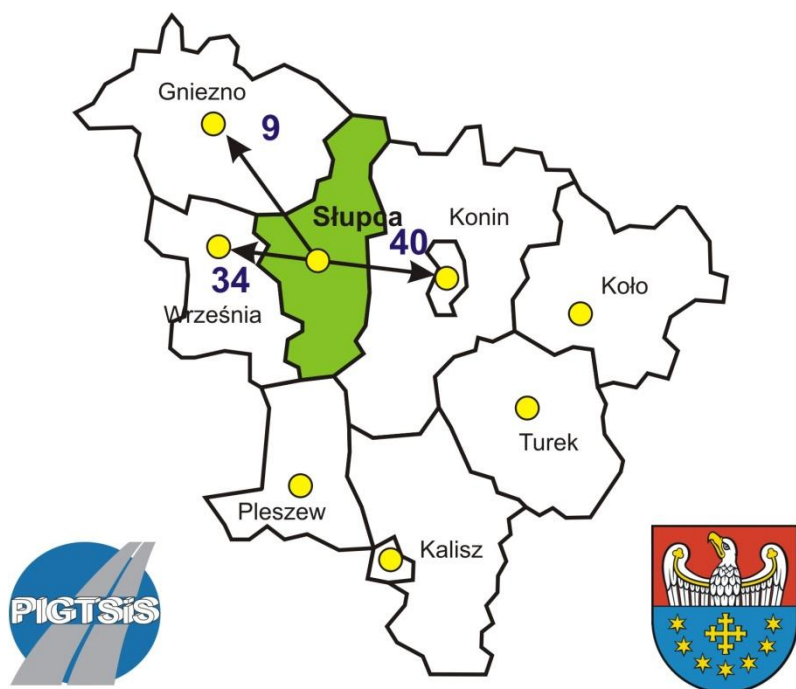 Gniezno
9
Słupca
Konin
40
34
Koło
Września
Turek
Pleszew
Kalisz
PIGTSiS